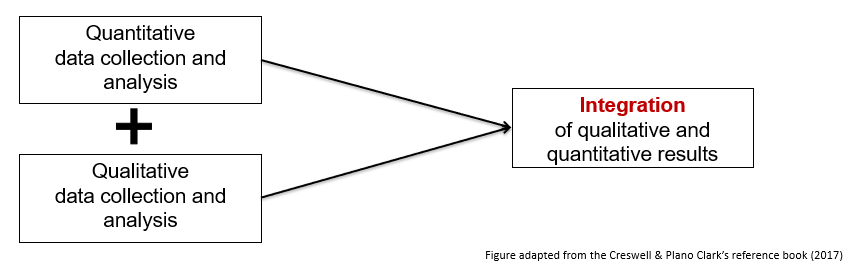 Quantitative
data collection and
analysis
+
Qualitative
data collection and
analysis
Integration
of qualitative and
quantitative results
Figure adapted from the Creswell & Plano Clark's reference book (2017)